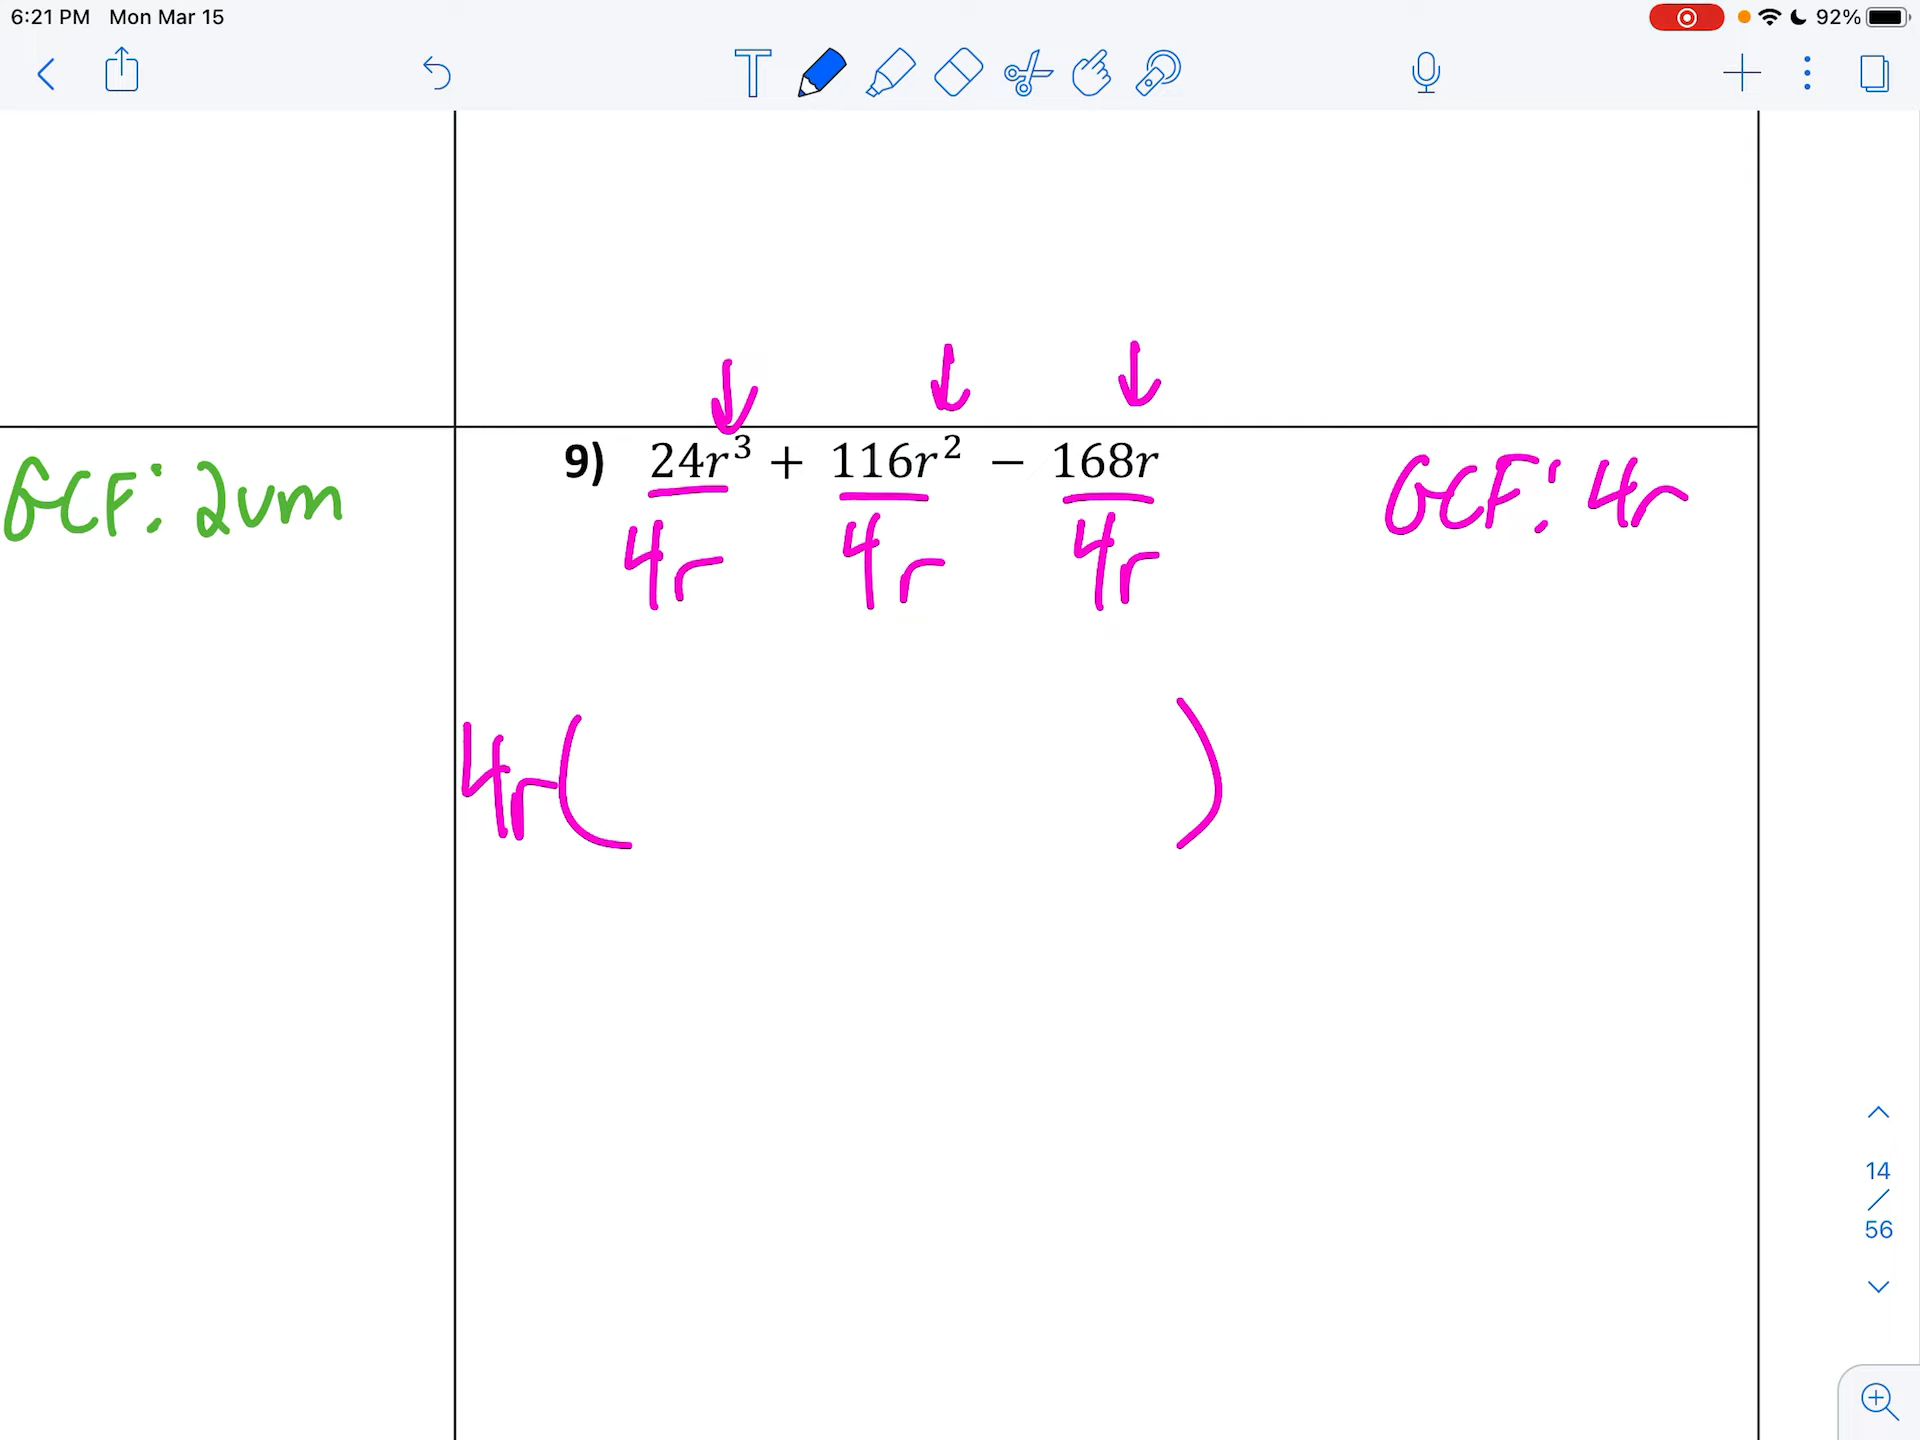 6:21 PM Mon Mar 15
92%
T
9) 24r³ + 116r² − 168r
GCF: 2vm
GCF: 4r
4r 4r 4r
4r( )
14
/
56